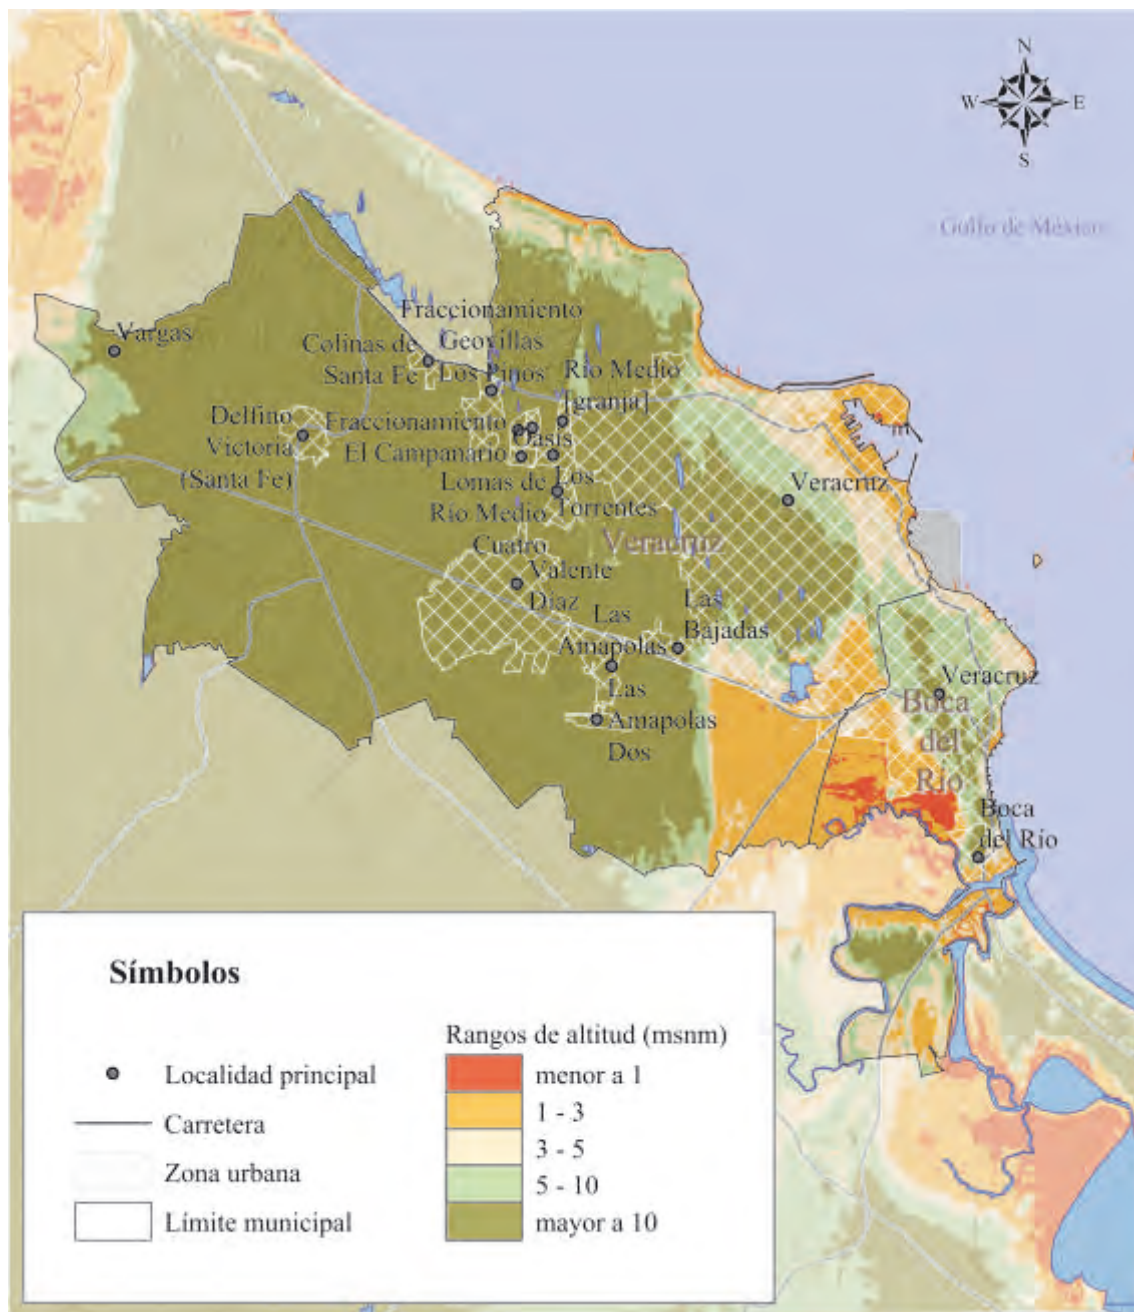 N
W
E
S
Golfo de México
Vargas
Fraccionamiento
Geovillas
Los Pinos
Colinas de
Santa Fe
Río Medio
[granja]
Delfino
Victoria
(Santa Fe)
Fraccionamiento
El Campanario
Oasis
Lomas de
Río Medio
Cuatro
Los
Torrentes
Veracruz
Veracruz
Valente
Díaz
Las
Amapolas
Las
Bajadas
Las
Amapolas
Dos
Veracruz
Boca
del
Río
Boca
del Río
Símbolos
Localidad principal
Carretera
Zona urbana
Límite municipal
Rangos de altitud (msnm)
menor a 1
1 - 3
3 - 5
5 - 10
mayor a 10